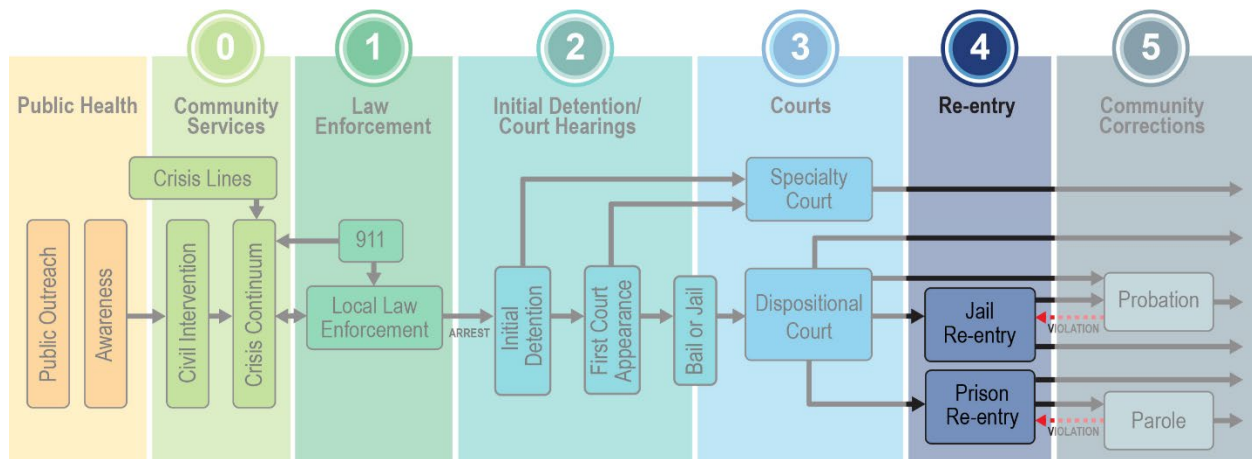 0
1
2
3
4
5
Public Health
Community
Services
Law
Enforcement
Initial Detention/
Court Hearings
Courts
Re-entry
Community
Corrections
Crisis Lines
Public Outreach
Awareness
Civil Intervention
Crisis Continuum
911
Local Law
Enforcement
ARREST
Initial
Detention
First Court
Appearance
Bail or Jail
Specialty
Court
Dispositional
Court
Jail
Re-entry
Prison
Re-entry
VIOLATION
Probation
VIOLATION
Parole